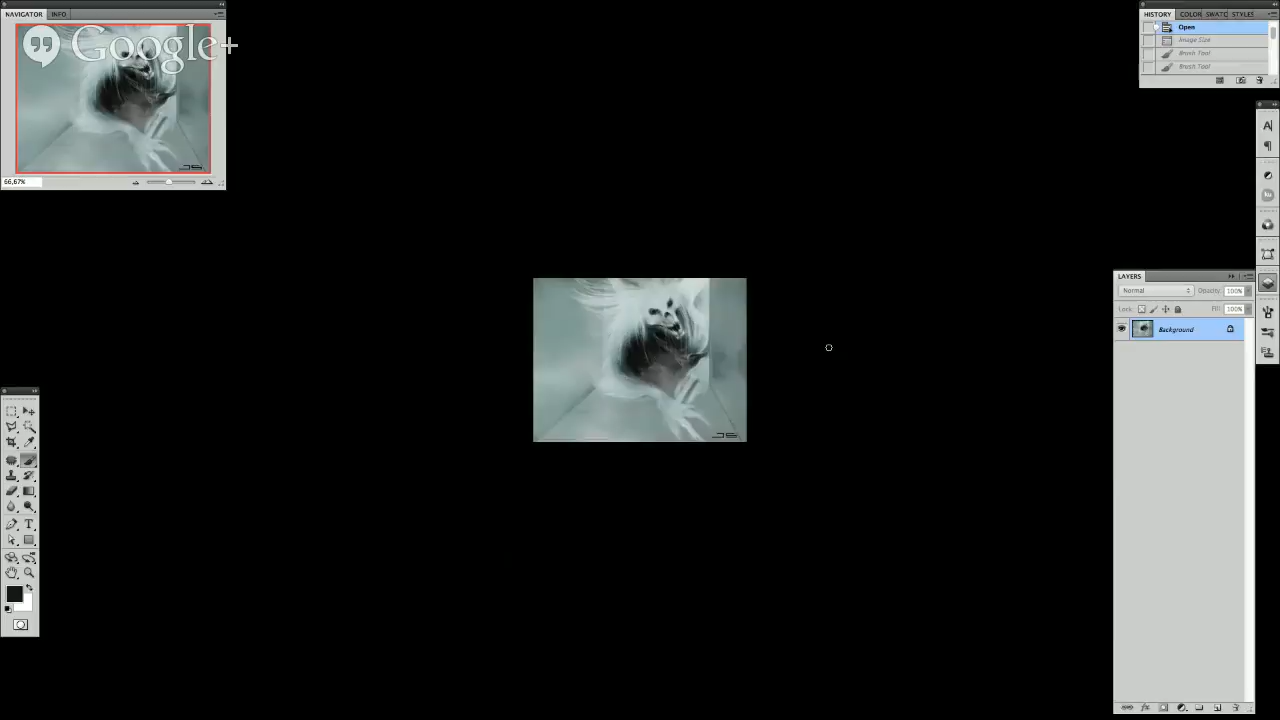 NAVIGATOR INFO
Google+
66,67%
HISTORY COLOR SWATC STYLES
Open
Image Size
Brush Tool
Brush Tool
LAYERS
Normal Opacity: 100%
Lock: Fill: 100%
Background
JS